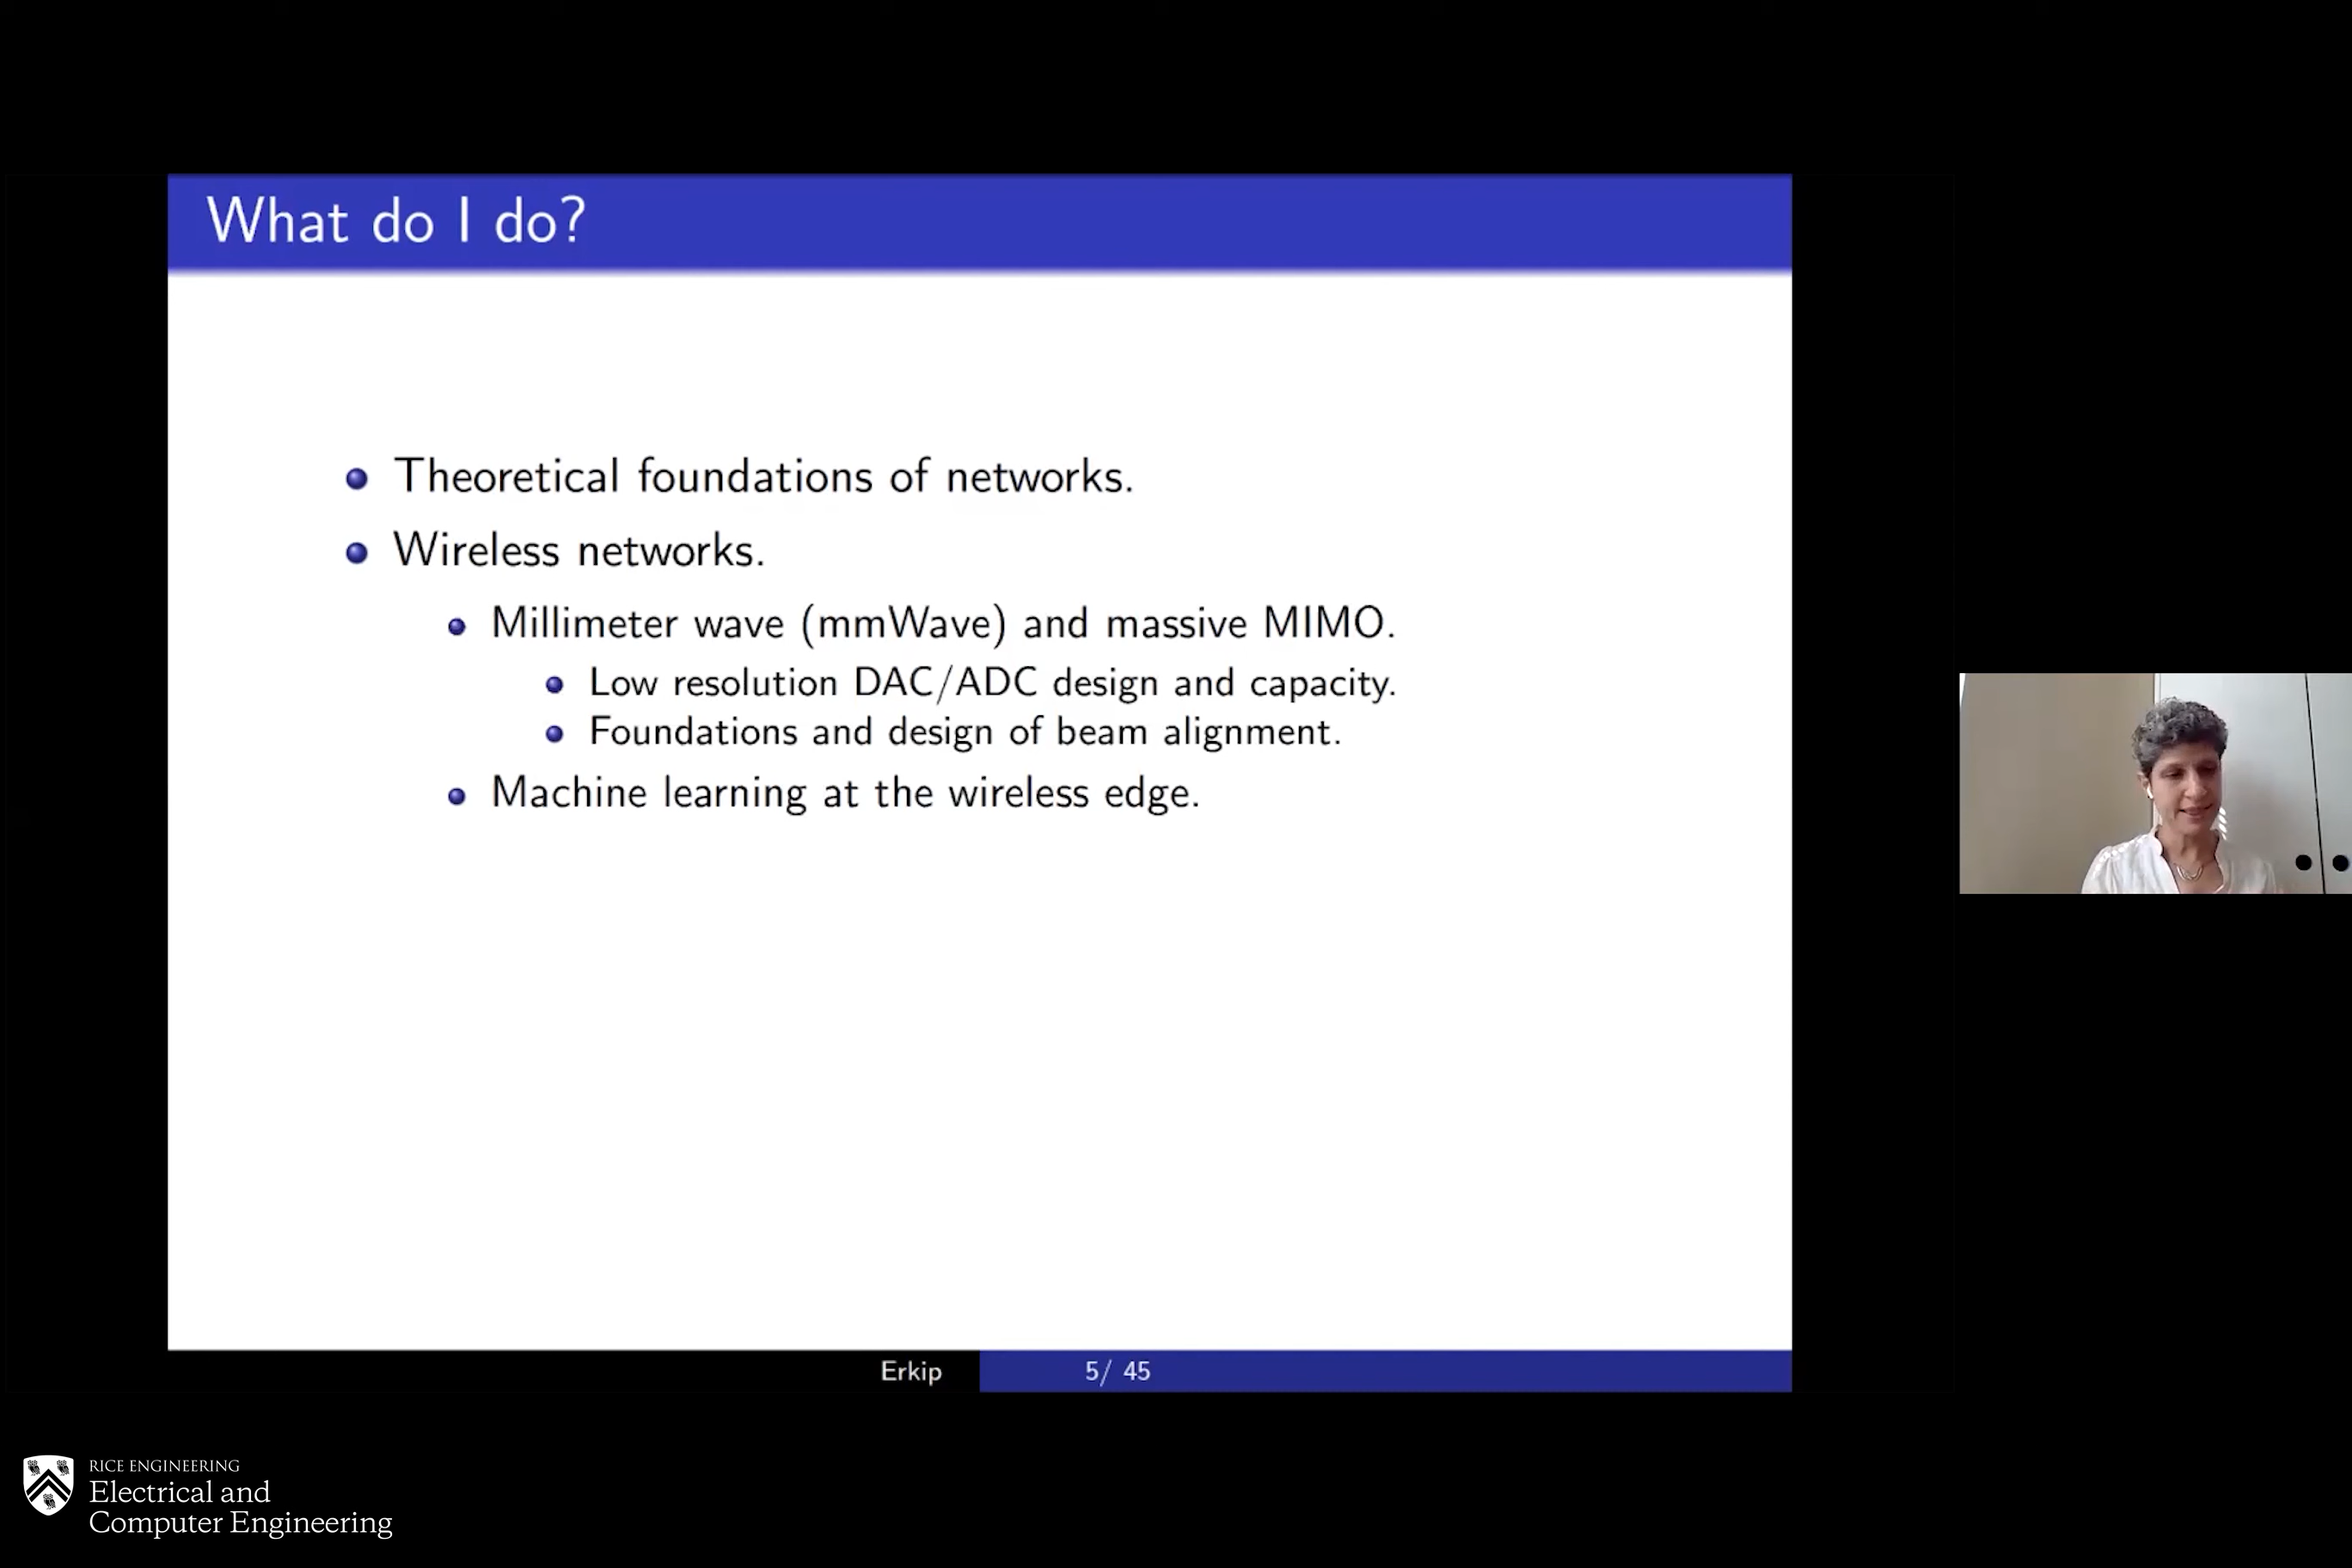 What do I do?
Theoretical foundations of networks.
Wireless networks.
Millimeter wave (mmWave) and massive MIMO.
Low resolution DAC/ADC design and capacity.
Foundations and design of beam alignment.
Machine learning at the wireless edge.
Erkip 5/ 45
RICE ENGINEERING
Electrical and
Computer Engineering